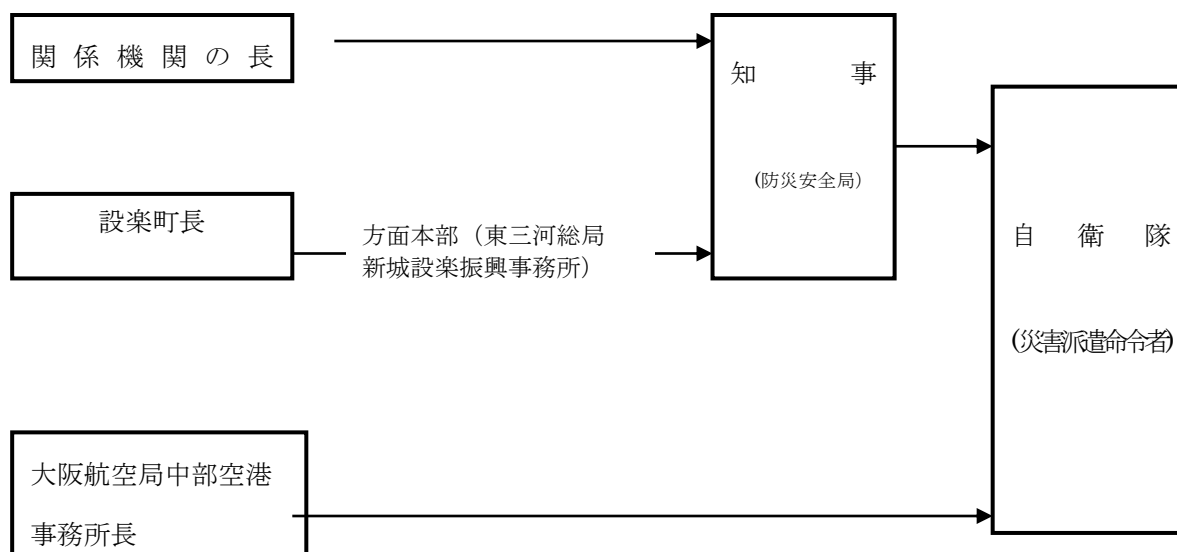 関係機関の長
知事
(防災安全局)
設楽町長
方面本部（東三河総局
新城設楽振興事務所）
自衛隊
(災害派遣命令者)
大阪航空局中部空港
事務所長